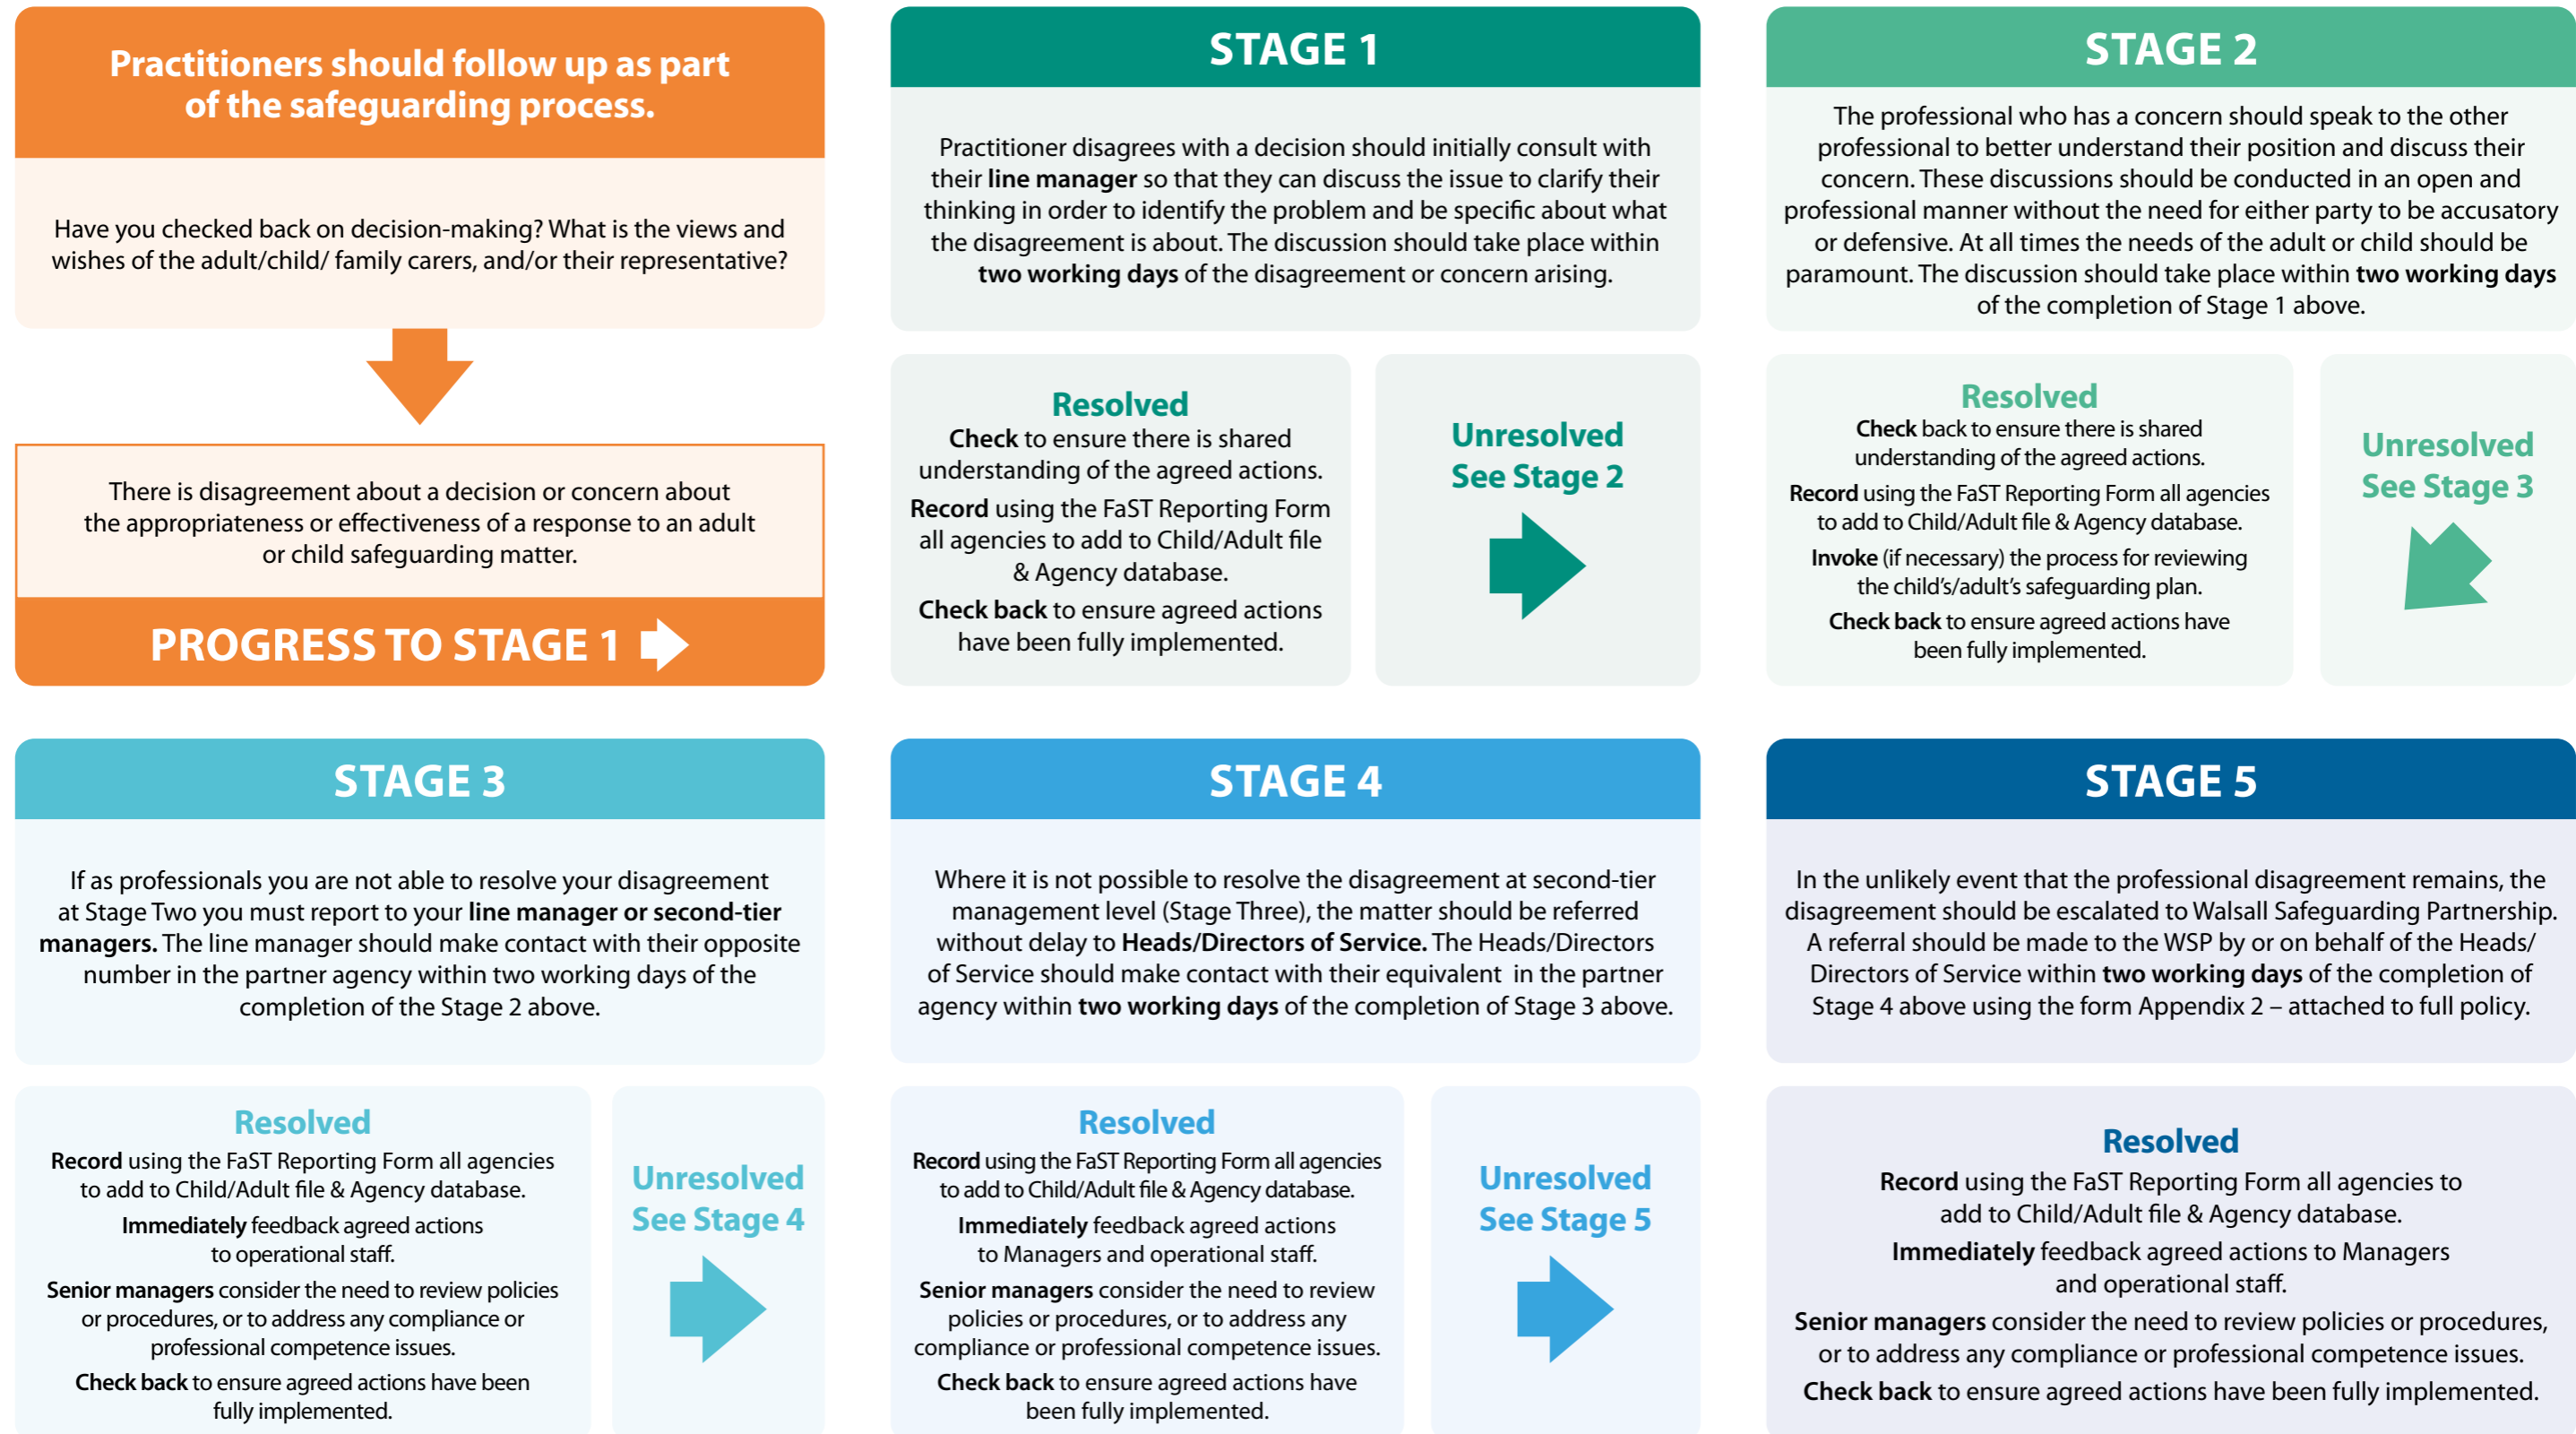 Practitioners should follow up as part
of the safeguarding process.
Have you checked back on decision-making? What is the views and
wishes of the adult/child/ family carers, and/or their representative?
There is disagreement about a decision or concern about
the appropriateness or effectiveness of a response to an adult
or child safeguarding matter.
PROGRESS TO STAGE 1
STAGE 1
Practitioner disagrees with a decision should initially consult with
their line manager so that they can discuss the issue to clarify their
thinking in order to identify the problem and be specific about what
the disagreement is about. The discussion should take place within
two working days of the disagreement or concern arising.
Resolved
Check to ensure there is shared
understanding of the agreed actions.
Record using the FaST Reporting Form
all agencies to add to Child/Adult file
& Agency database.
Check back to ensure agreed actions
have been fully implemented.
Unresolved
See Stage 2
STAGE 2
The professional who has a concern should speak to the other
professional to better understand their position and discuss their
concern. These discussions should be conducted in an open and
professional manner without the need for either party to be accusatory
or defensive. At all times the needs of the adult or child should be
paramount. The discussion should take place within two working days
of the completion of Stage 1 above.
Resolved
Check back to ensure there is shared
understanding of the agreed actions.
Record using the FaST Reporting Form all agencies
to add to Child/Adult file & Agency database.
Invoke (if necessary) the process for reviewing
the child's/adult's safeguarding plan.
Check back to ensure agreed actions have
been fully implemented.
Unresolved
See Stage 3
STAGE 3
If as professionals you are not able to resolve your disagreement
at Stage Two you must report to your line manager or second-tier
managers. The line manager should make contact with their opposite
number in the partner agency within two working days of the
completion of the Stage 2 above.
Resolved
Record using the FaST Reporting Form all agencies
to add to Child/Adult file & Agency database.
Immediately feedback agreed actions
to operational staff.
Senior managers consider the need to review policies
or procedures, or to address any compliance or
professional competence issues.
Check back to ensure agreed actions have been
fully implemented.
Unresolved
See Stage 4
STAGE 4
Where it is not possible to resolve the disagreement at second-tier
management level (Stage Three), the matter should be referred
without delay to Heads/Directors of Service. The Heads/Directors
of Service should make contact with their equivalent in the partner
agency within two working days of the completion of Stage 3 above.
Resolved
Record using the FaST Reporting Form all agencies
to add to Child/Adult file & Agency database.
Immediately feedback agreed actions
to Managers and operational staff.
Senior managers consider the need to review
policies or procedures, or to address any
compliance or professional competence issues.
Check back to ensure agreed actions have
been fully implemented.
Unresolved
See Stage 5
STAGE 5
In the unlikely event that the professional disagreement remains, the
disagreement should be escalated to Walsall Safeguarding Partnership.
A referral should be made to the WSP by or on behalf of the Heads/
Directors of Service within two working days of the completion of
Stage 4 above using the form Appendix 2 – attached to full policy.
Resolved
Record using the FaST Reporting Form all agencies to
add to Child/Adult file & Agency database.
Immediately feedback agreed actions to Managers
and operational staff.
Senior managers consider the need to review policies or procedures,
or to address any compliance or professional competence issues.
Check back to ensure agreed actions have been fully implemented.